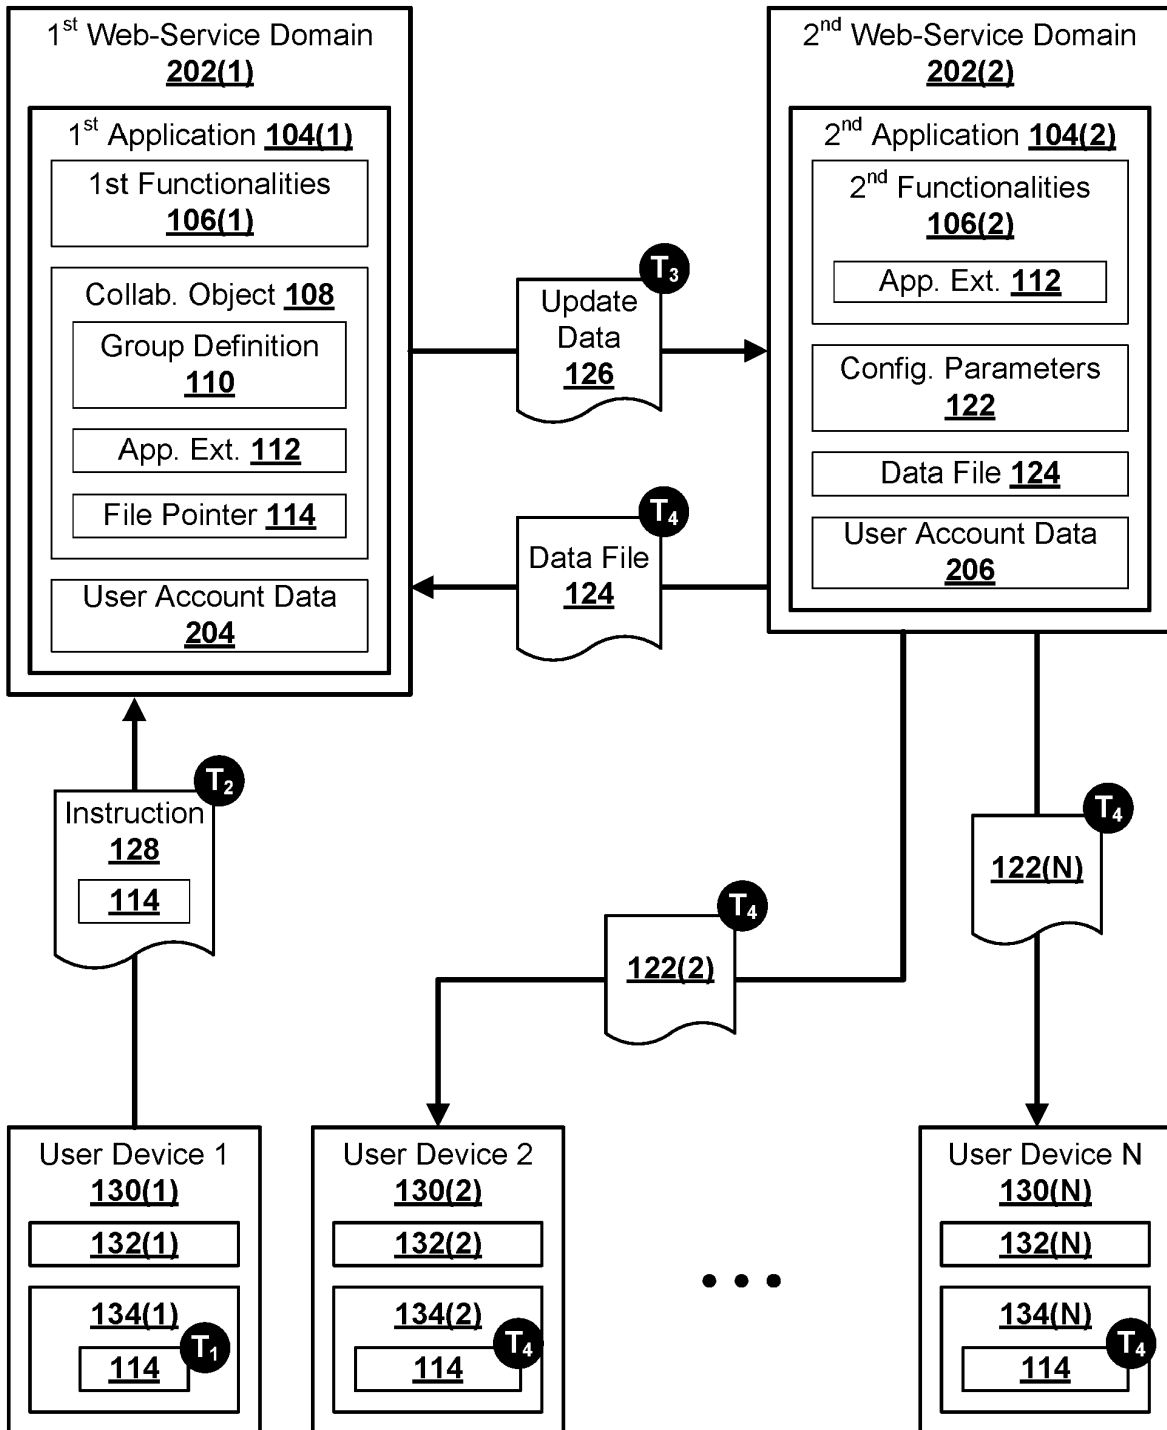 1st Web-Service Domain
202(1)
1st Application 104(1)
1st Functionalities
106(1)
Collab. Object 108
Group Definition
110
App. Ext. 112
File Pointer 114
User Account Data
204
2nd Web-Service Domain
202(2)
2nd Application 104(2)
2nd Functionalities
106(2)
App. Ext. 112
Config. Parameters
122
Data File 124
User Account Data
206
T3
Update
Data
126
T4
Data File
124
T2
Instruction
128
114
T4
122(N)
T4
122(2)
User Device 1
130(1)
132(1)
134(1)
T1
114
User Device 2
130(2)
132(2)
134(2)
T4
114
User Device N
130(N)
132(N)
134(N)
T4
114